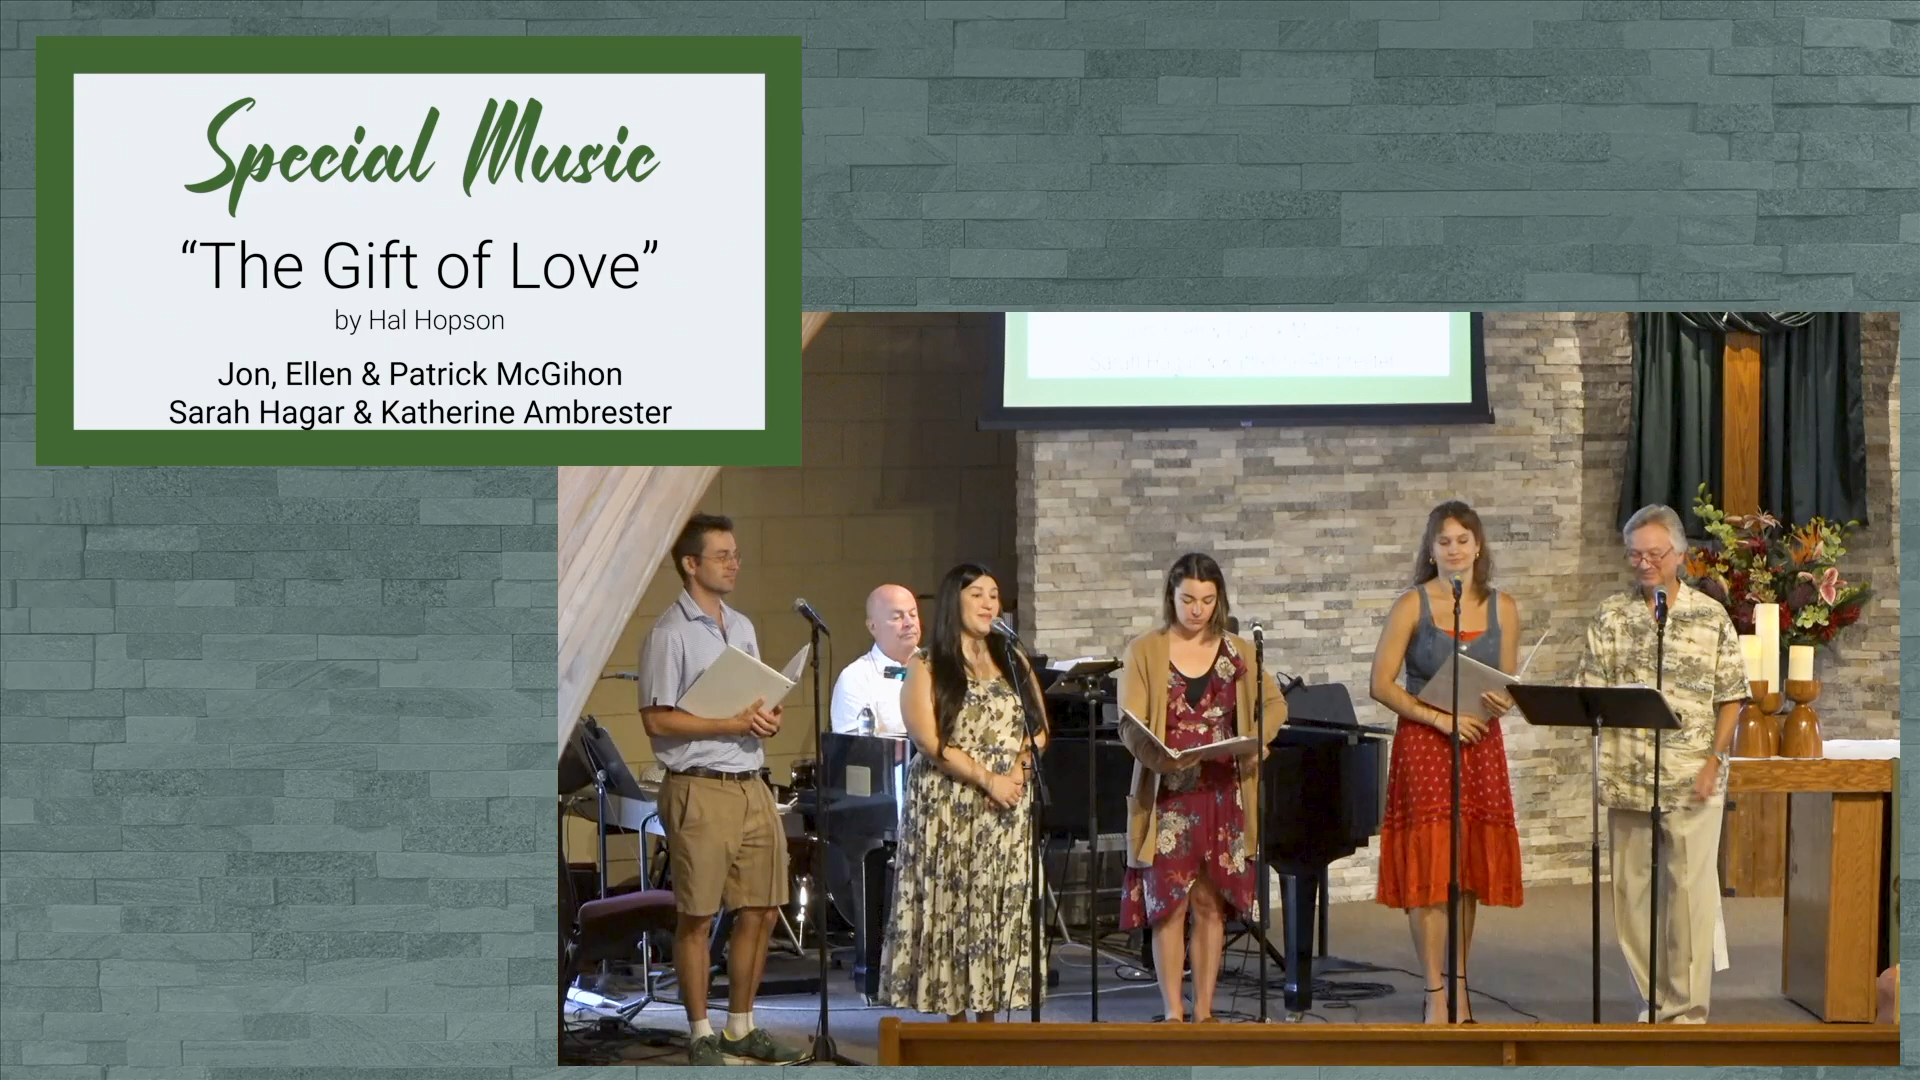 Special Music
“The Gift of Love”
by Hal Hopson
Jon, Ellen & Patrick McGihon
Sarah Hagar & Katherine Ambrester